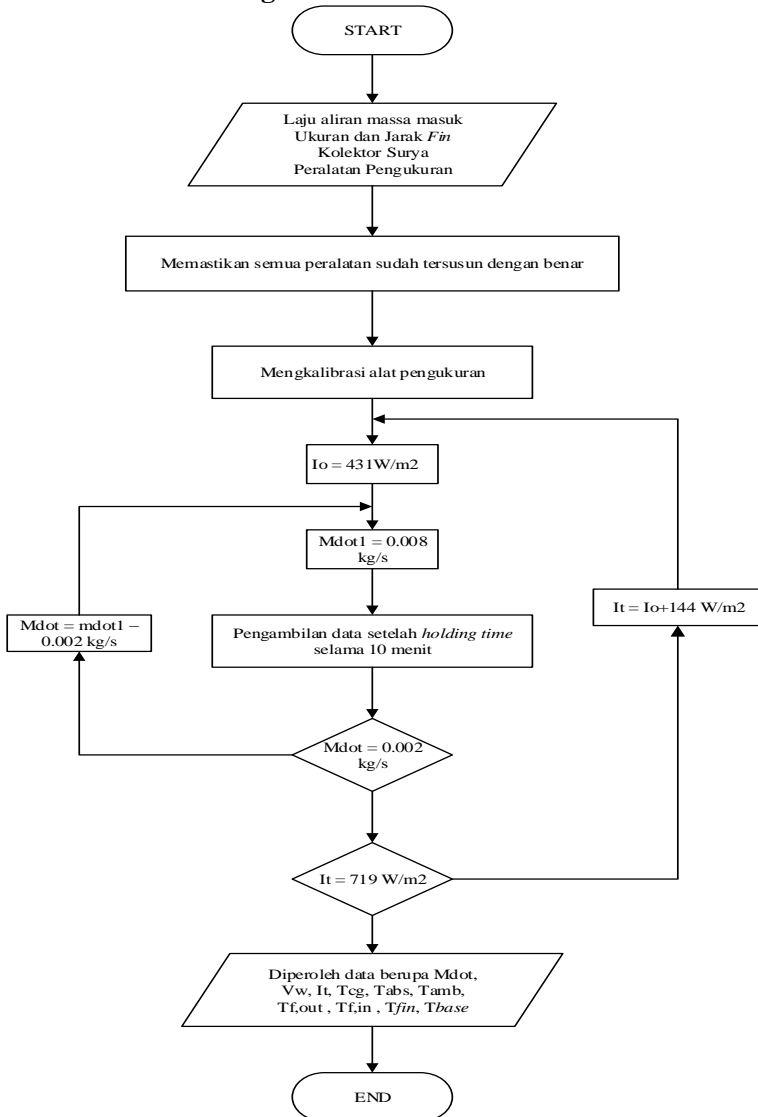 START
Laju aliran massa masuk
Ukuran dan Jarak Fin
Kolektor Surya
Peralatan Pengukuran
Memastikan semua peralatan sudah tersusun dengan benar
Mengkalibrasi alat pengukuran
Io = 431W/m2
Mdot1 = 0.008
kg/s
Mdot = mdot1 –
0.002 kg/s
It = Io+144 W/m2
Pengambilan data setelah holding time
selama 10 menit
Mdot = 0.002
kg/s
It = 719 W/m2
Diperoleh data berupa Mdot,
Vw, It, Tcg, Tabs, Tamb,
Tf,out , Tf,in , Tfin, Tbase
END